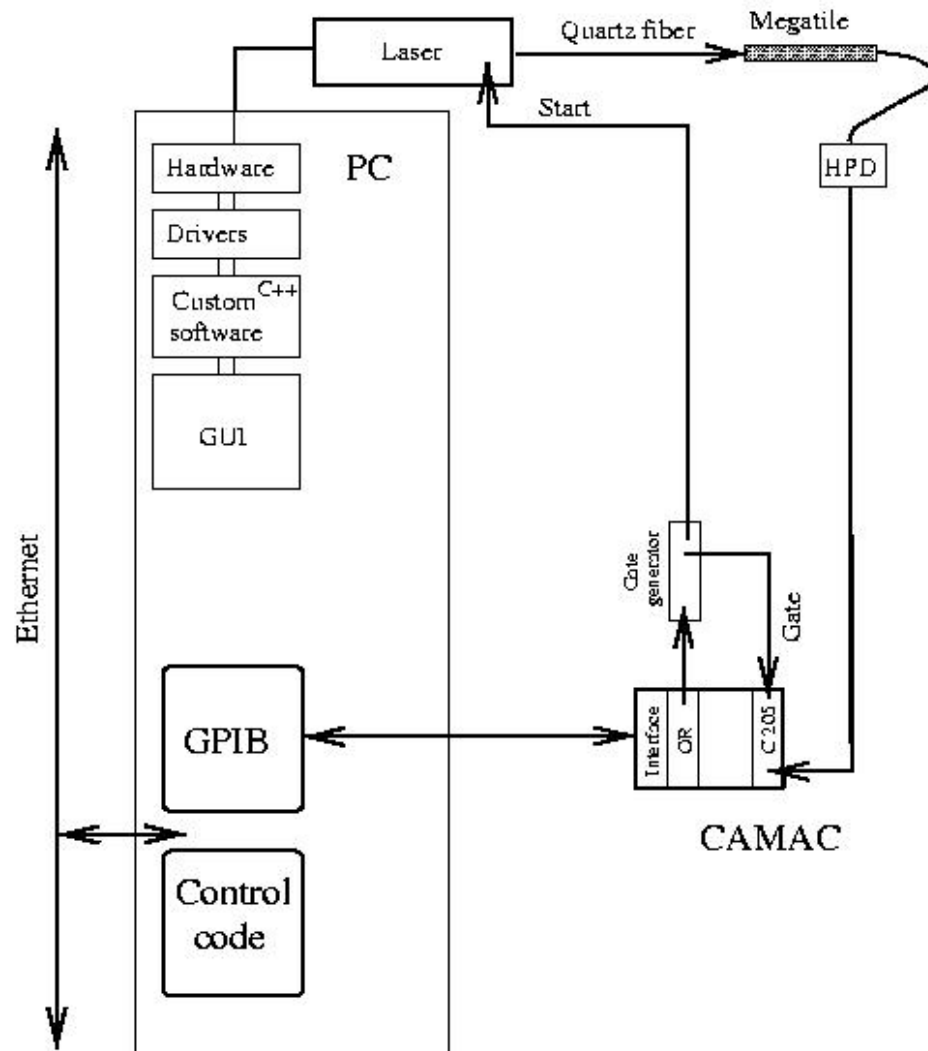 Laser
Quartz fiber
Megatile
Start
PC
HPD
Hardware
Drivers
Custom C++
software
GUI
Ethernet
Gate
generator
Gate
GPIB
Interface
OR
C 205
CAMAC
Control
code